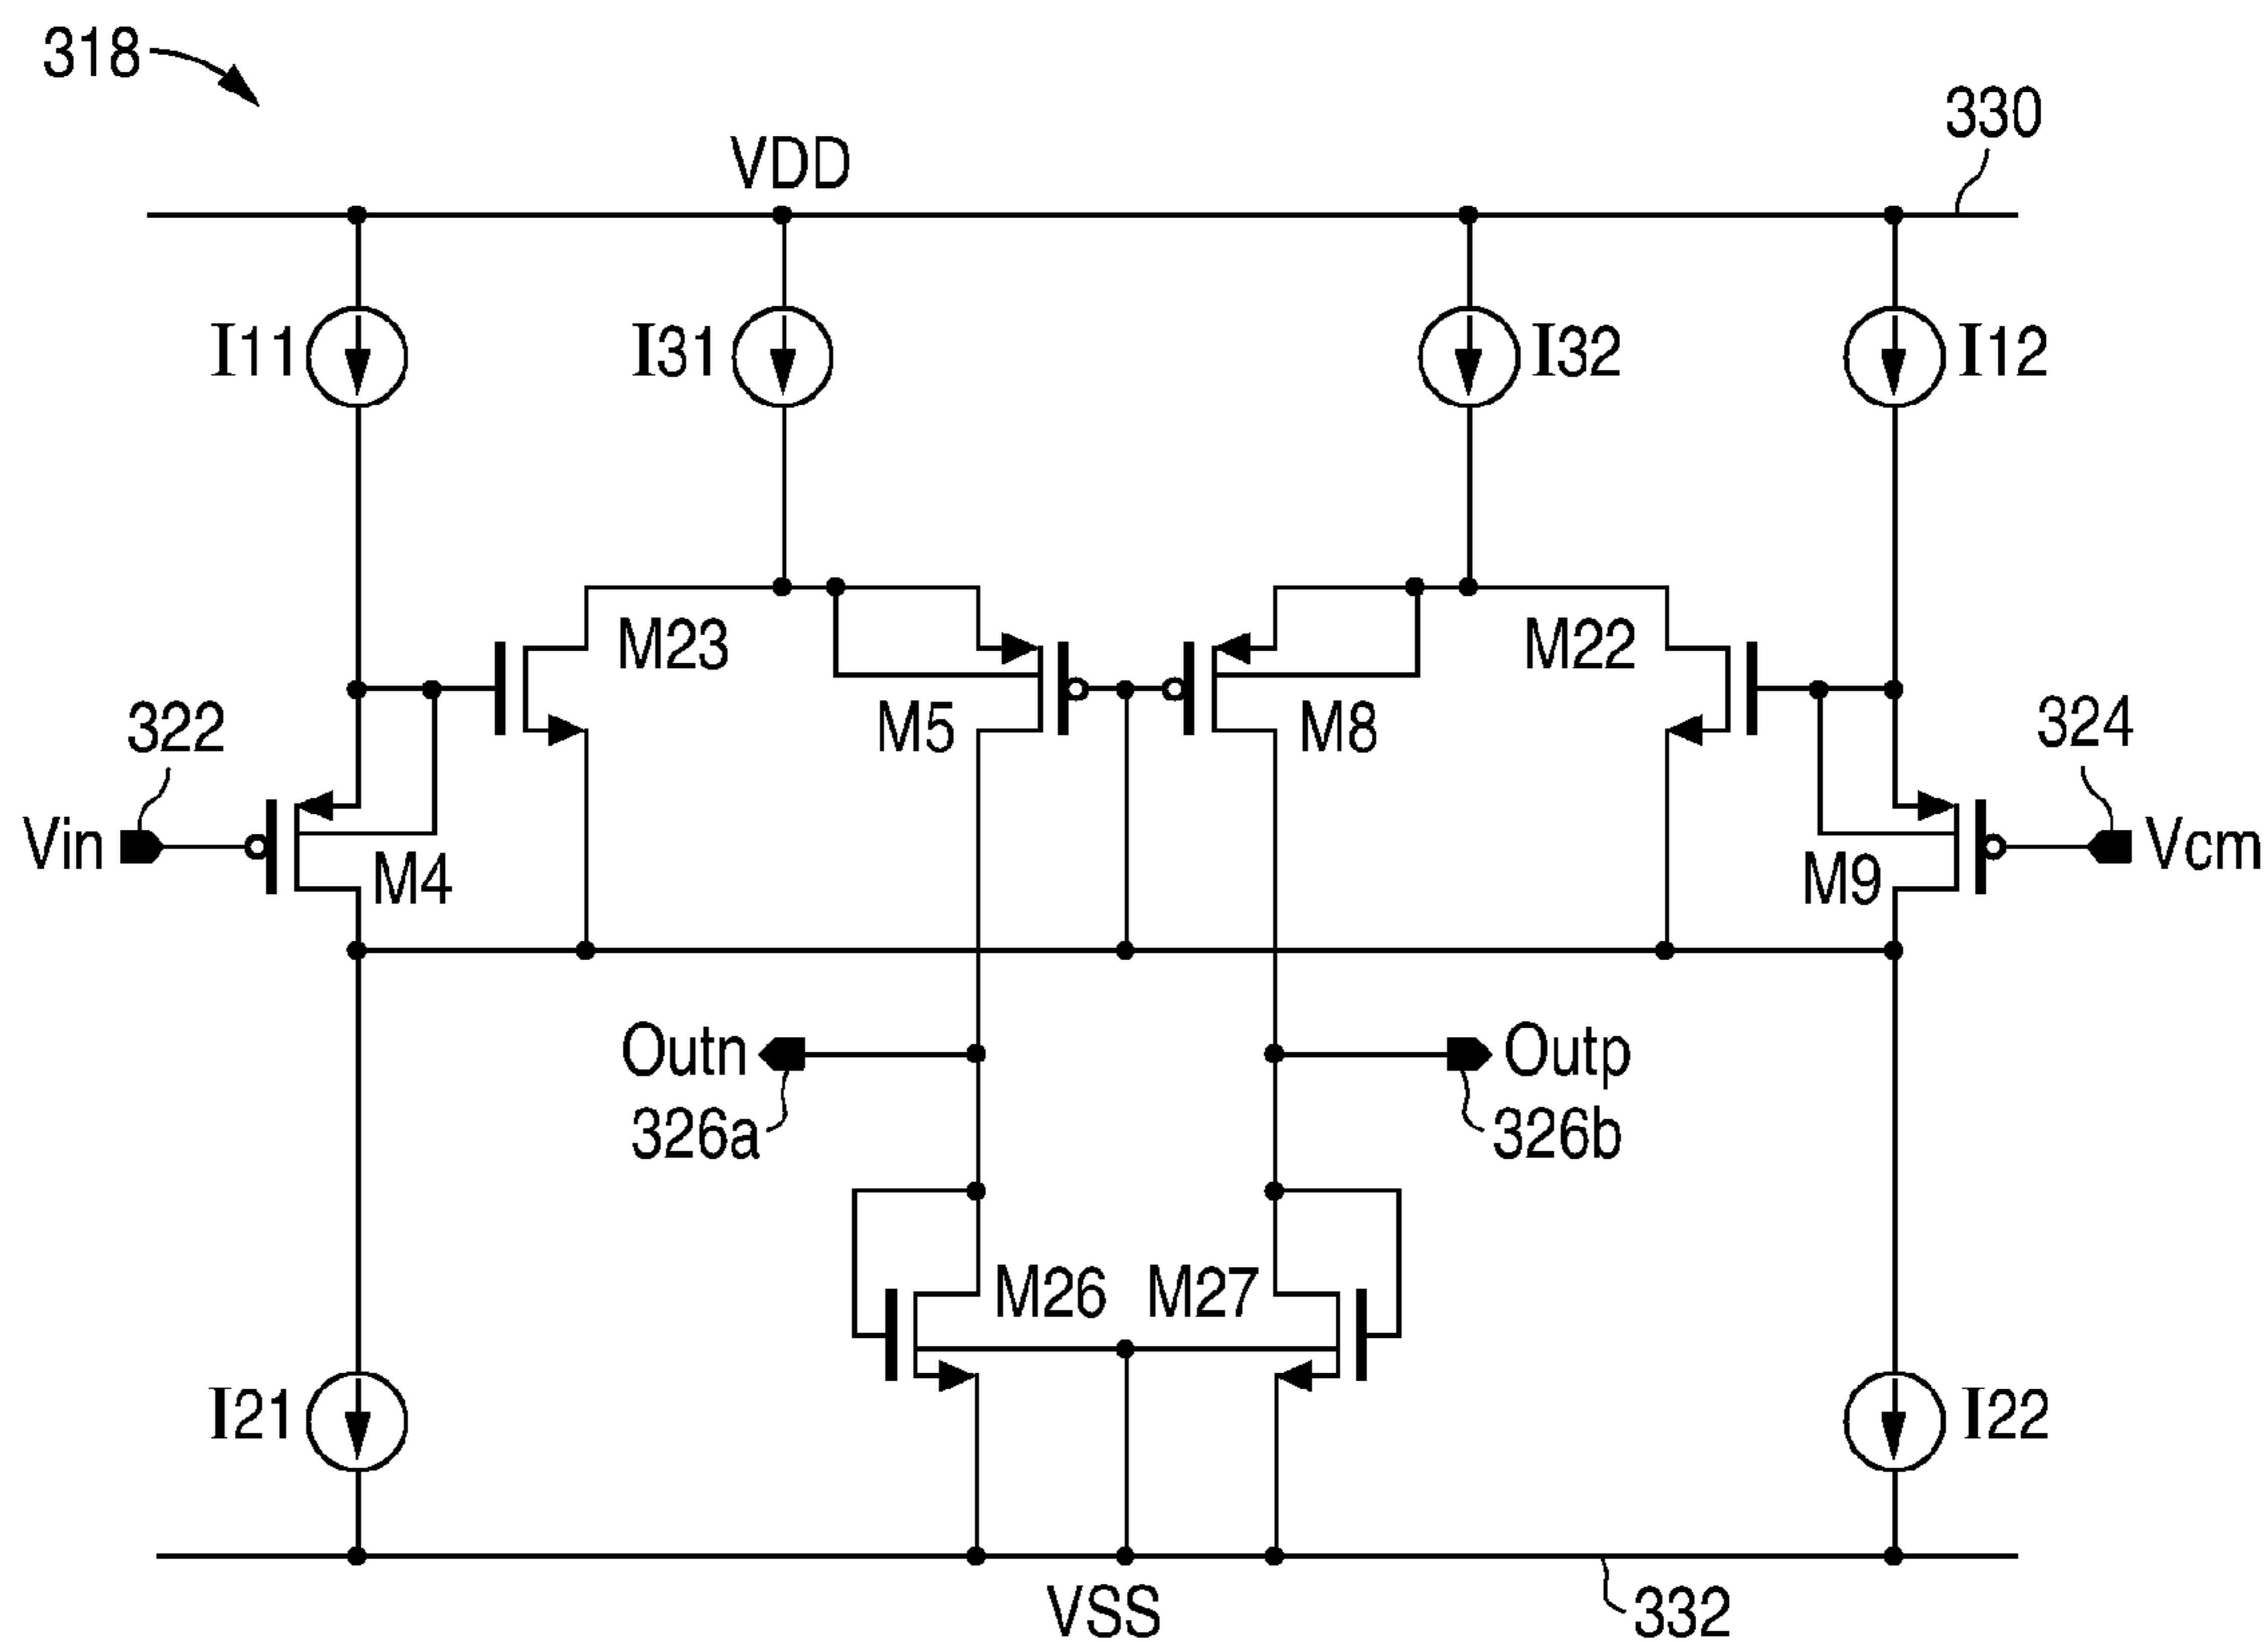 318
330
VDD
I11
I31
I32
I12
M23
M22
M5
M8
322
324
Vin
M4
M9
Vcm
Outn
Outp
326a
326b
M26
M27
I21
I22
VSS
332